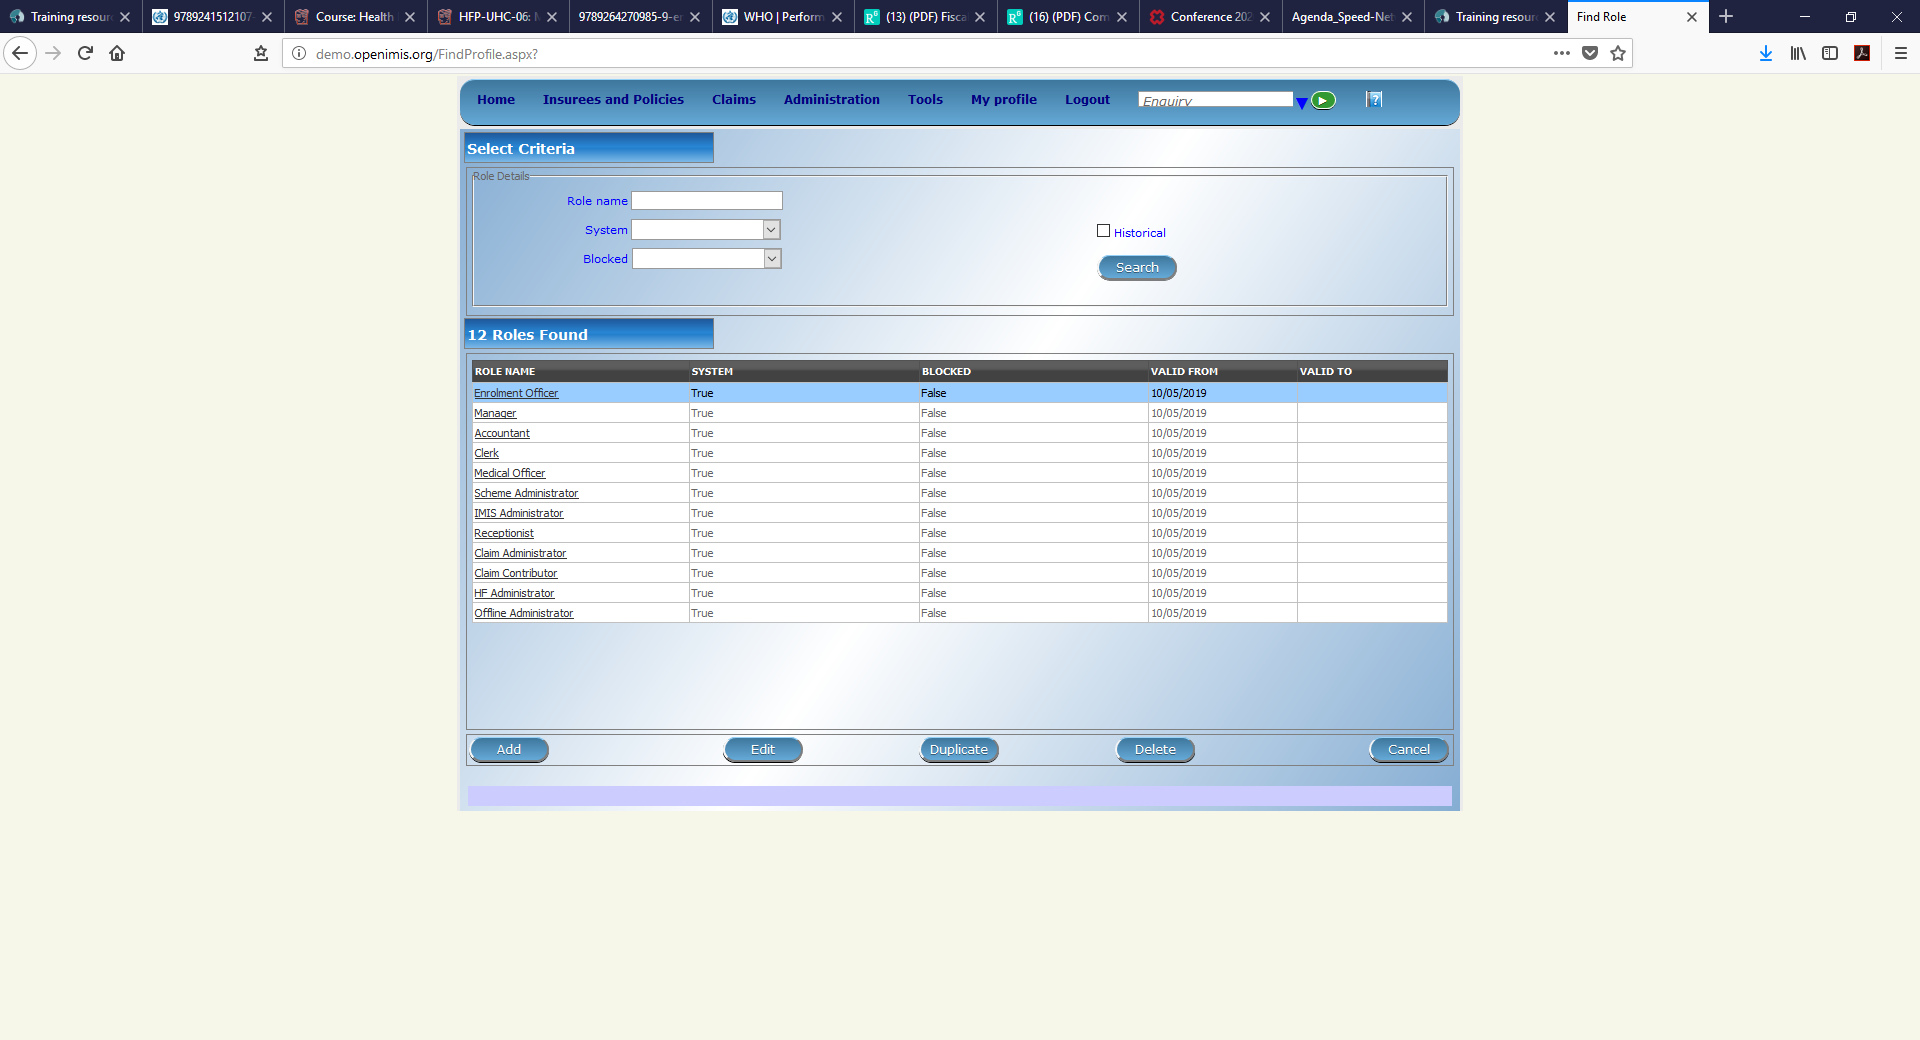 Training resour 9789241512107- Course: Health HFP-UHC-06: M 9789264270985-9-en WHO | Perform (13) (PDF) Fisca (16) (PDF) Com Conference 202 Agenda_Speed-Net Training resour Find Role
demo.openimis.org/FindProfile.aspx?
Home Insurees and Policies Claims Administration Tools My profile Logout Enquiry
Select Criteria
Role Details
Role name
System
Historical
Blocked
Search
12 Roles Found
ROLE NAME SYSTEM BLOCKED VALID FROM VALID TO
Enrolment Officer True False 10/05/2019
Manager True False 10/05/2019
Accountant True False 10/05/2019
Clerk True False 10/05/2019
Medical Officer True False 10/05/2019
Scheme Administrator True False 10/05/2019
IMIS Administrator True False 10/05/2019
Receptionist True False 10/05/2019
Claim Administrator True False 10/05/2019
Claim Contributor True False 10/05/2019
HF Administrator True False 10/05/2019
Offline Administrator True False 10/05/2019
Add Edit Duplicate Delete Cancel